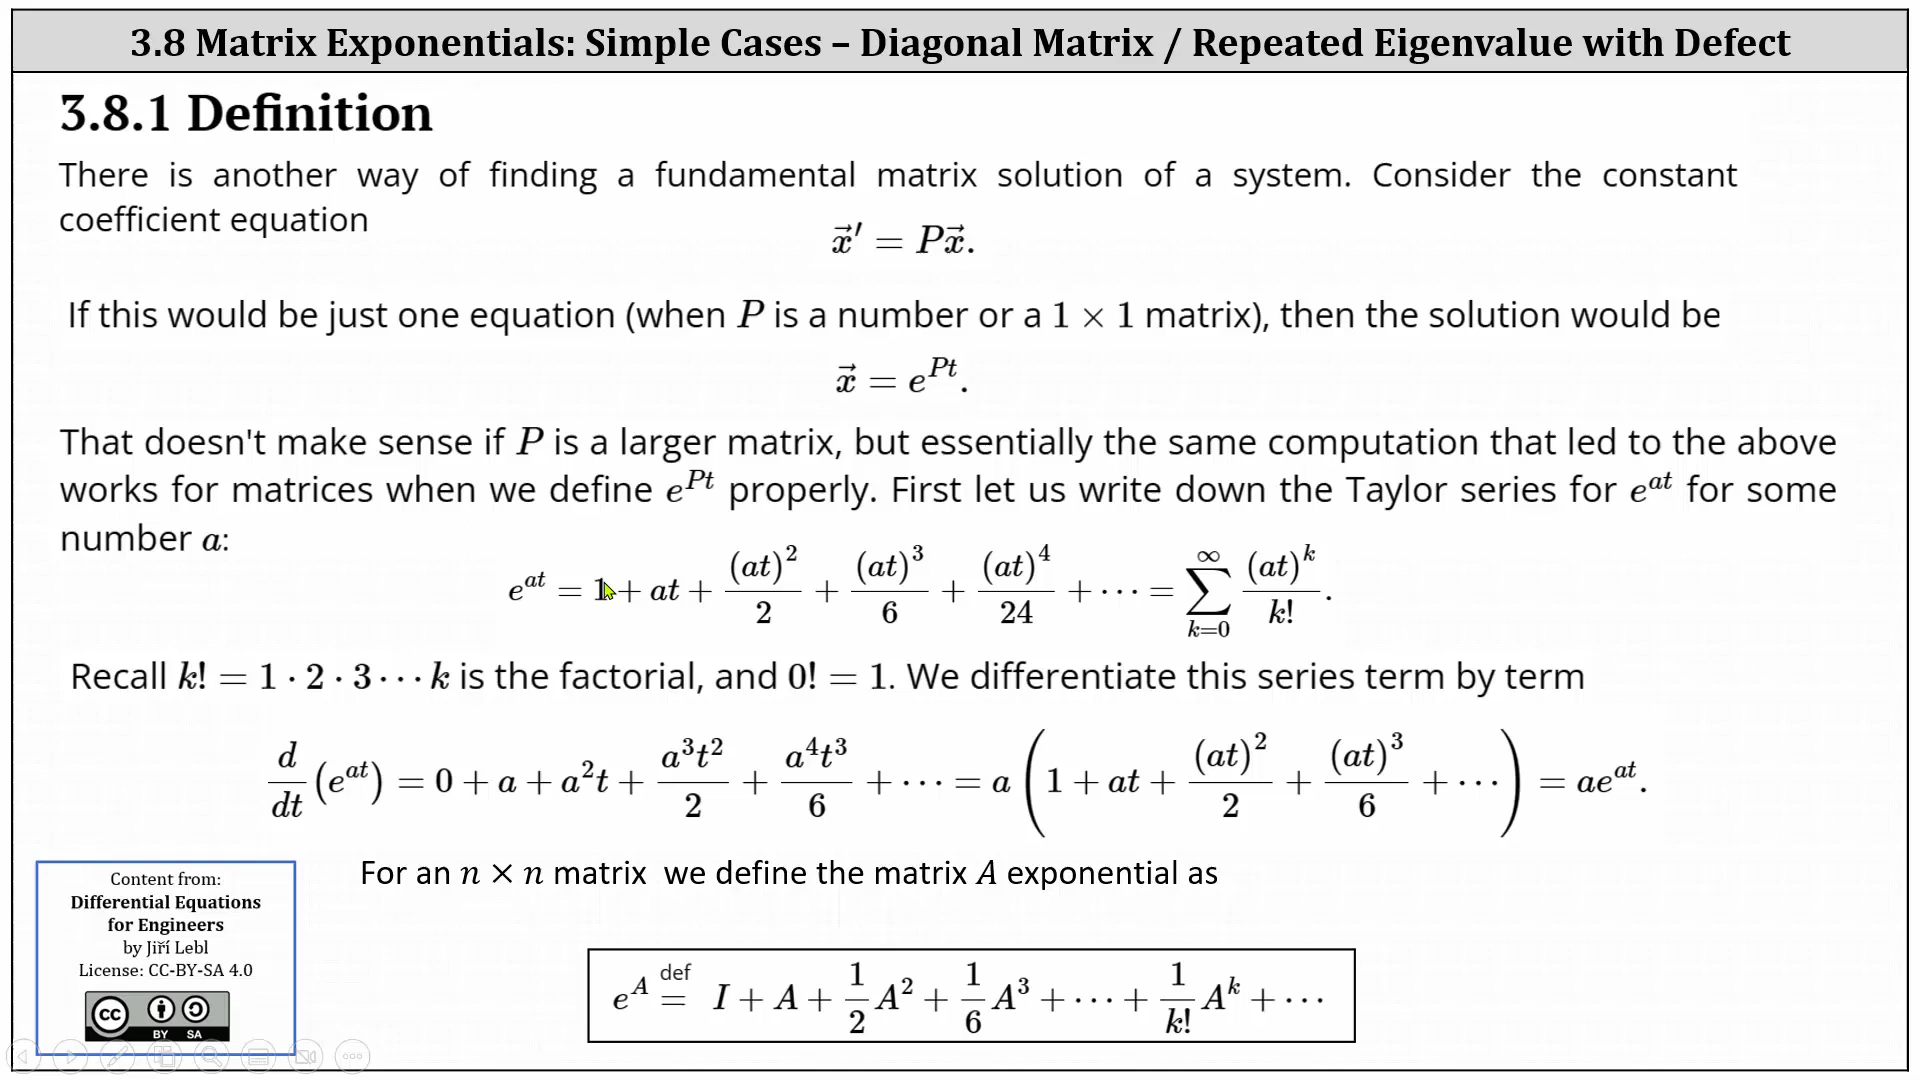 3.8 Matrix Exponentials: Simple Cases – Diagonal Matrix / Repeated Eigenvalue with Defect
3.8.1 Definition
There is another way of finding a fundamental matrix solution of a system. Consider the constant
coefficient equation
x⃗′ = Px⃗.
If this would be just one equation (when P is a number or a 1 × 1 matrix), then the solution would be
x⃗ = e^{Pt}.
That doesn't make sense if P is a larger matrix, but essentially the same computation that led to the above
works for matrices when we define e^{Pt} properly. First let us write down the Taylor series for e^{at} for some
number a:
e^{at} = 1 + at + (at)^2/2 + (at)^3/6 + (at)^4/24 + ⋯ = ∑_{k=0}^{∞} (at)^k/k!.
Recall k! = 1 · 2 · 3 ⋯ k is the factorial, and 0! = 1. We differentiate this series term by term
d/dt (e^{at}) = 0 + a + a^2t + a^3t^2/2 + a^4t^3/6 + ⋯ = a (1 + at + (at)^2/2 + (at)^3/6 + ⋯) = ae^{at}.
For an n × n matrix we define the matrix A exponential as
e^A def= I + A + 1/2 A^2 + 1/6 A^3 + ⋯ + 1/k! A^k + ⋯
Content from:
Differential Equations
for Engineers
by Jiří Lebl
License: CC-BY-SA 4.0
cc
BY SA